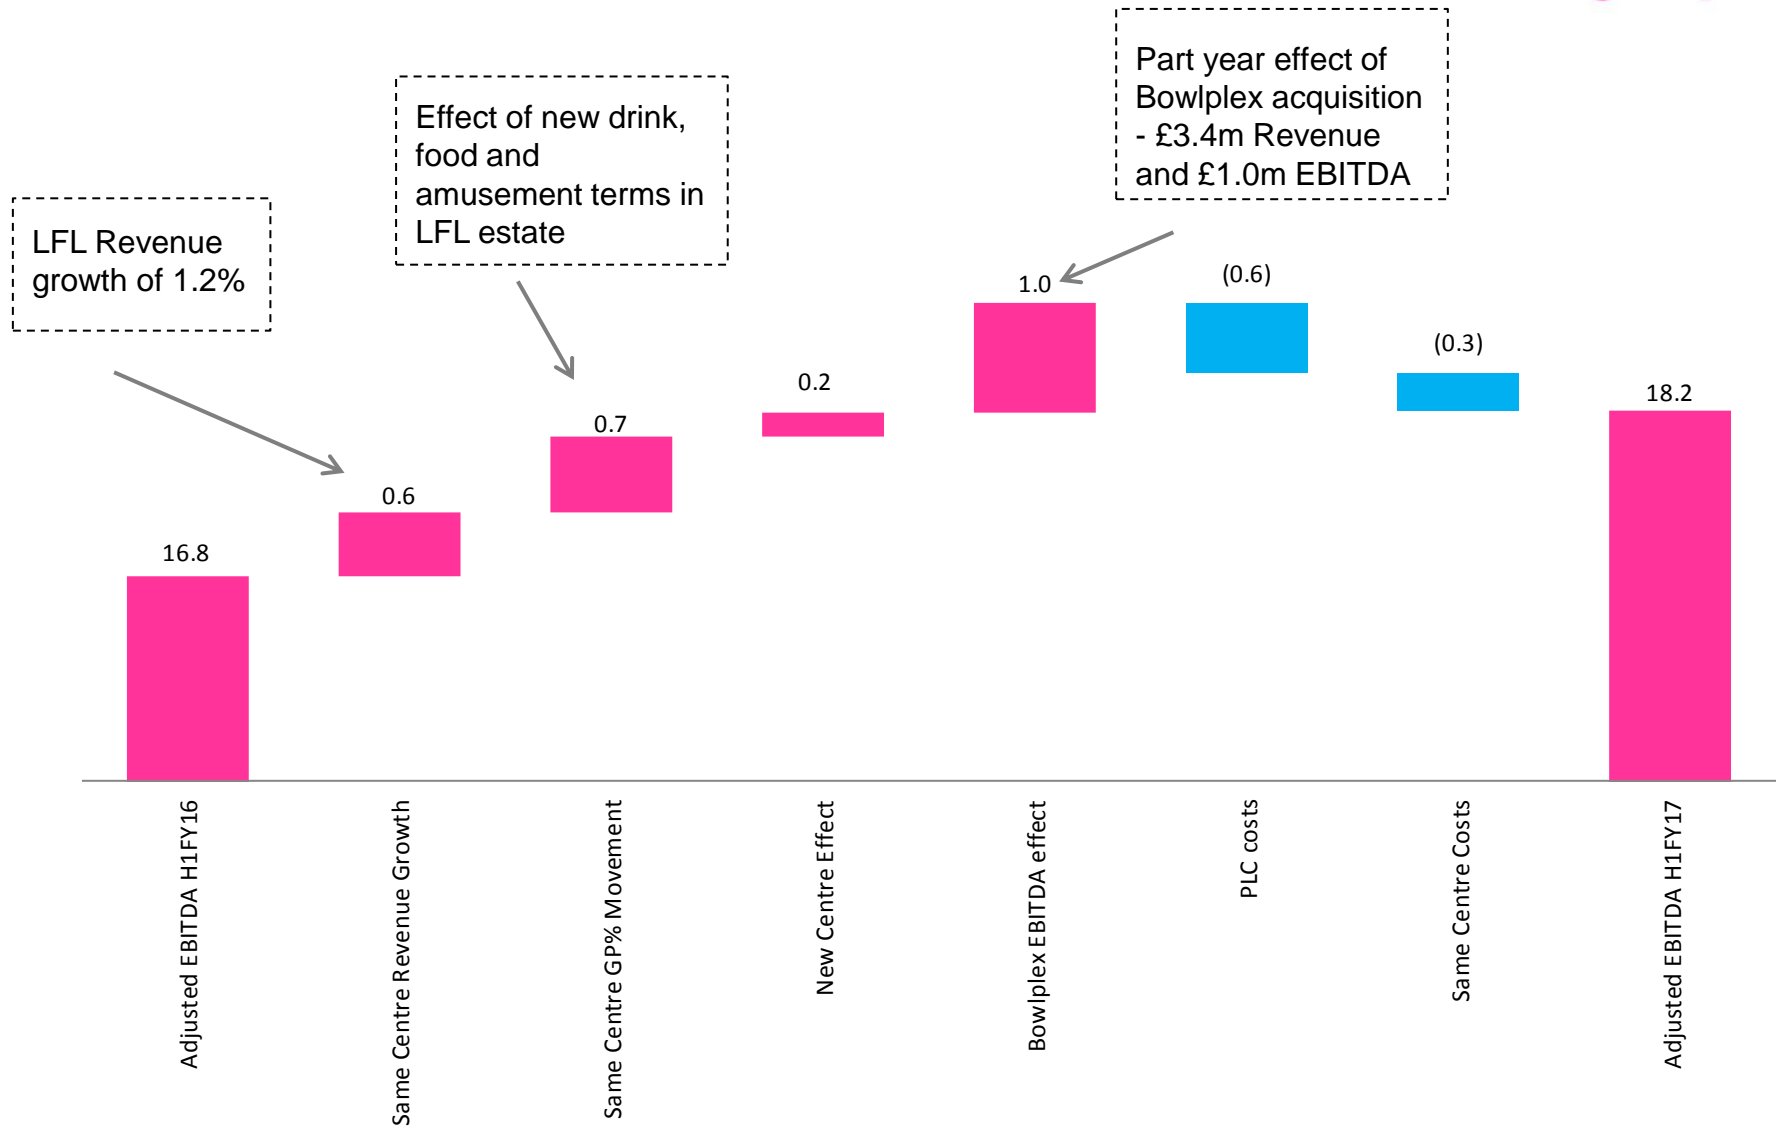 Part year effect of
Bowlplex acquisition
- £3.4m Revenue
and £1.0m EBITDA
Effect of new drink,
food and
amusement terms in
LFL estate
LFL Revenue
growth of 1.2%
16.8
0.6
0.7
0.2
1.0
(0.6)
(0.3)
18.2
Adjusted EBITDA H1FY16
Same Centre Revenue Growth
Same Centre GP% Movement
New Centre Effect
Bowlplex EBITDA effect
PLC costs
Same Centre Costs
Adjusted EBITDA H1FY17